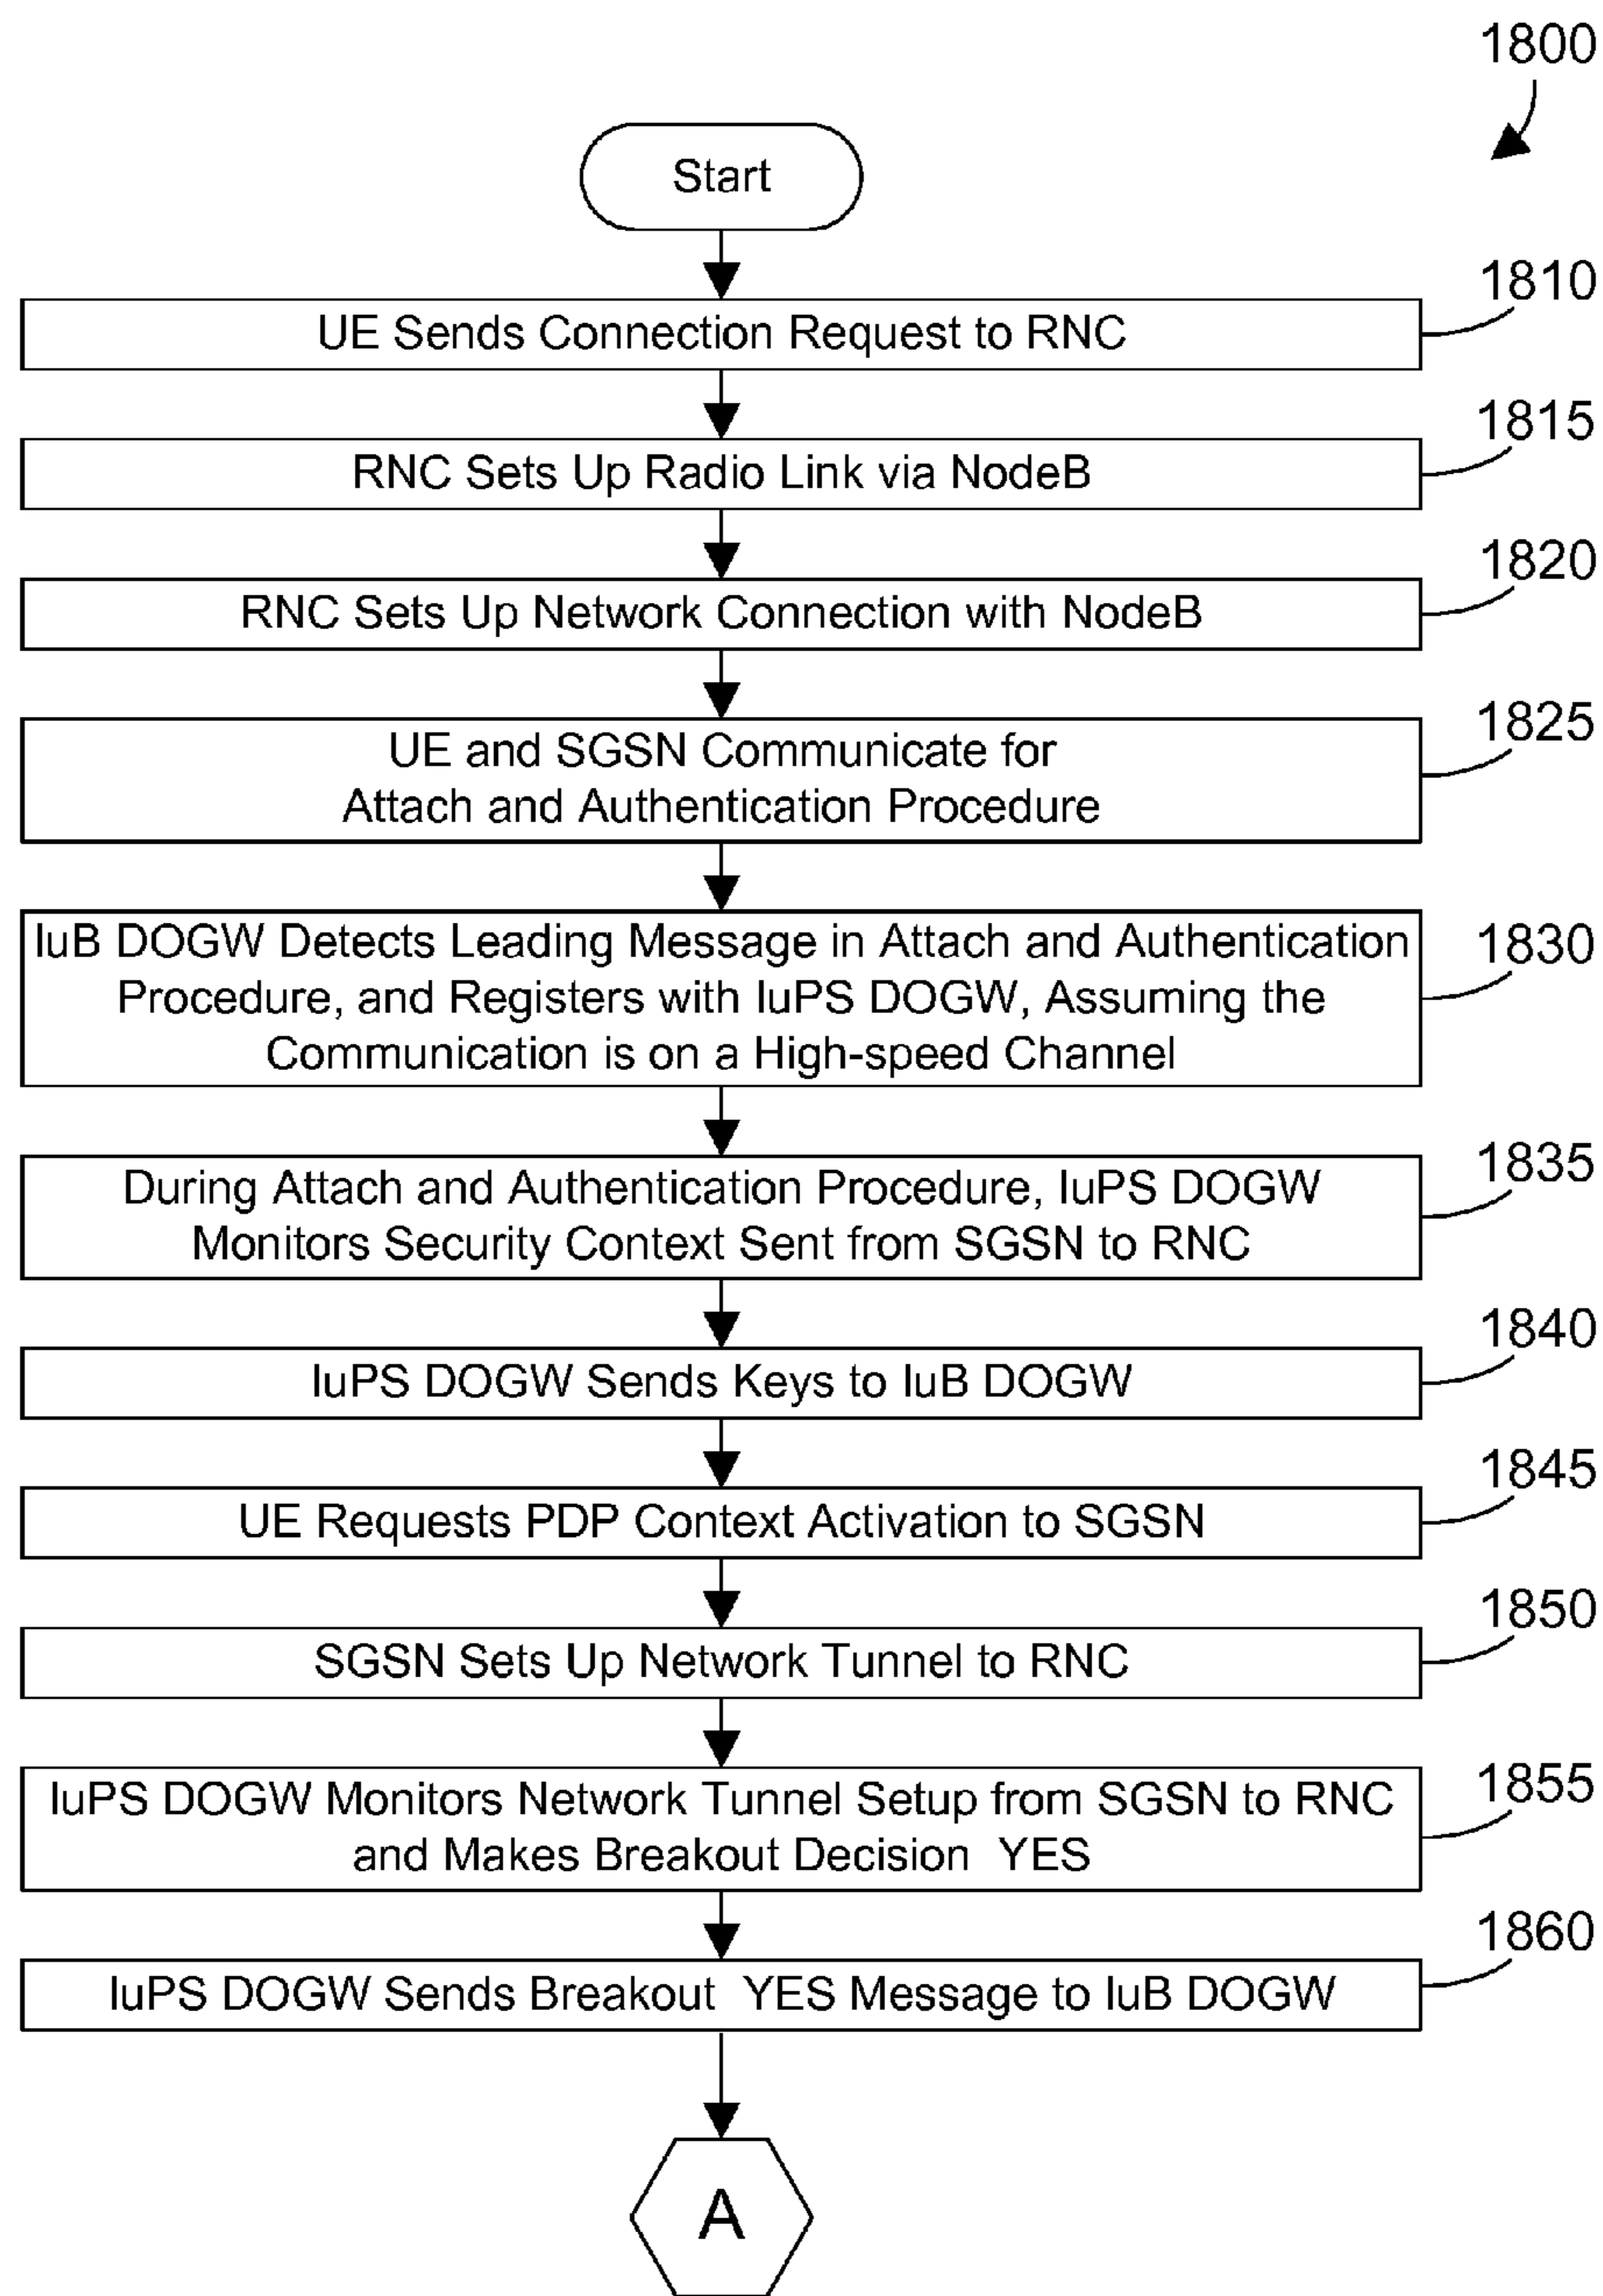 1800
Start
1810
UE Sends Connection Request to RNC
1815
RNC Sets Up Radio Link via NodeB
1820
RNC Sets Up Network Connection with NodeB
1825
UE and SGSN Communicate for
Attach and Authentication Procedure
1830
IuB DOGW Detects Leading Message in Attach and Authentication
Procedure, and Registers with IuPS DOGW, Assuming the
Communication is on a High-speed Channel
1835
During Attach and Authentication Procedure, IuPS DOGW
Monitors Security Context Sent from SGSN to RNC
1840
IuPS DOGW Sends Keys to IuB DOGW
1845
UE Requests PDP Context Activation to SGSN
1850
SGSN Sets Up Network Tunnel to RNC
1855
IuPS DOGW Monitors Network Tunnel Setup from SGSN to RNC
and Makes Breakout Decision YES
1860
IuPS DOGW Sends Breakout YES Message to IuB DOGW
A